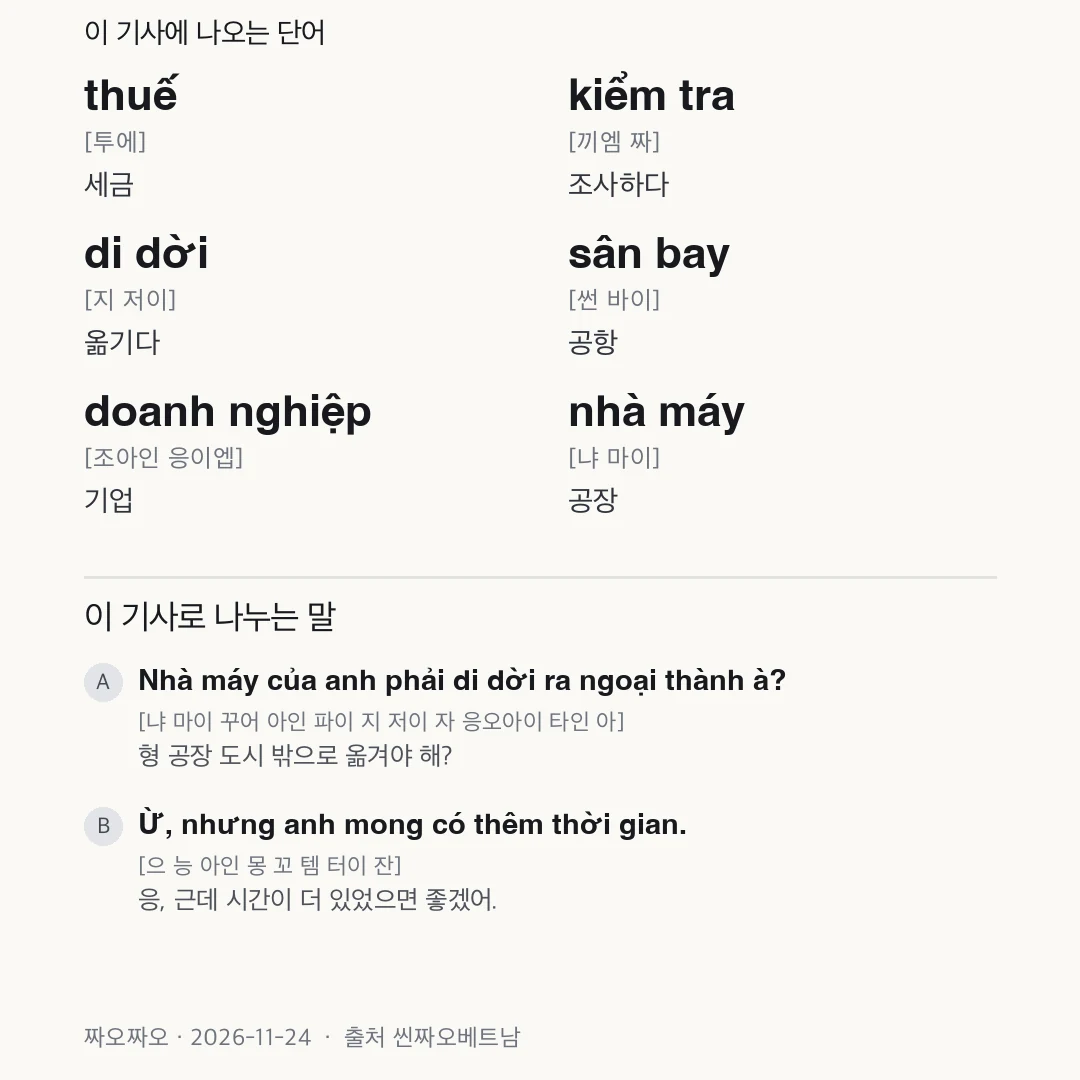 이 기사에 나오는 단어
thuế
[투에]
세금
kiểm tra
[끼엠 짜]
조사하다
di dời
[지 저이]
옮기다
sân bay
[썬 바이]
공항
doanh nghiệp
[조아인 응이엡]
기업
nhà máy
[냐 마이]
공장
이 기사로 나누는 말
A Nhà máy của anh phải di dời ra ngoại thành à?
[냐 마이 꾸어 아인 파이 지 저이 자 응오아이 타인 아]
형 공장 도시 밖으로 옮겨야 해?
B Ừ, nhưng anh mong có thêm thời gian.
[으 능 아인 몽 꼬 템 터이 잔]
응, 근데 시간이 더 있었으면 좋겠어.
짜오짜오 · 2026-11-24 · 출처 씬짜오베트남